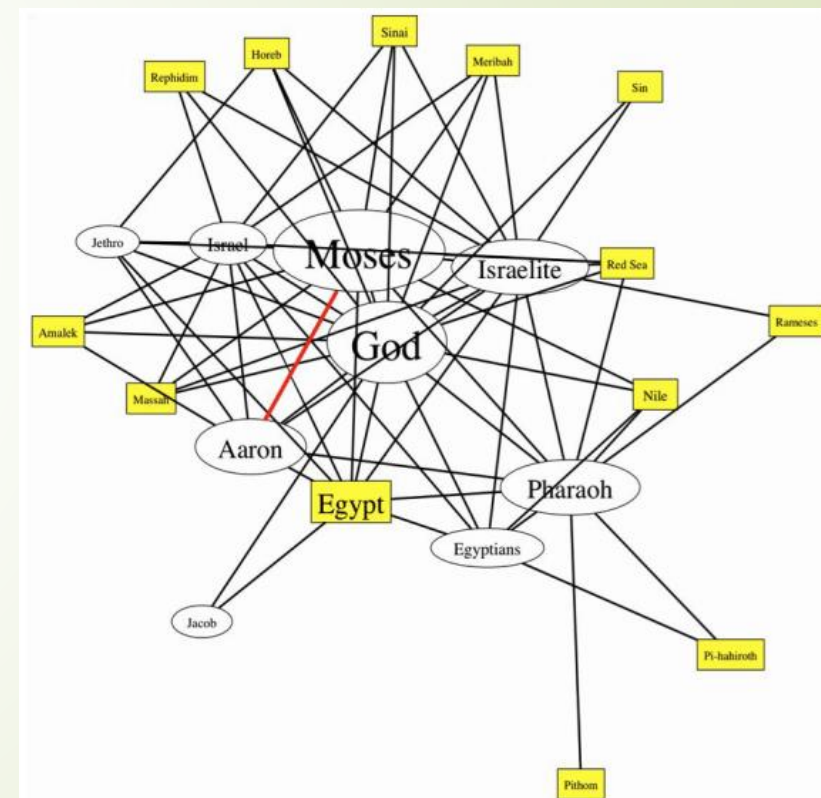 Sinai
Horeb
Meribah
Rephidim
Sin
Jethro
Israel
Moses
Israelite
Red Sea
Amalek
God
Rameses
Massah
Nile
Aaron
Egypt
Pharaoh
Egyptians
Jacob
Pi-hahiroth
Pithom